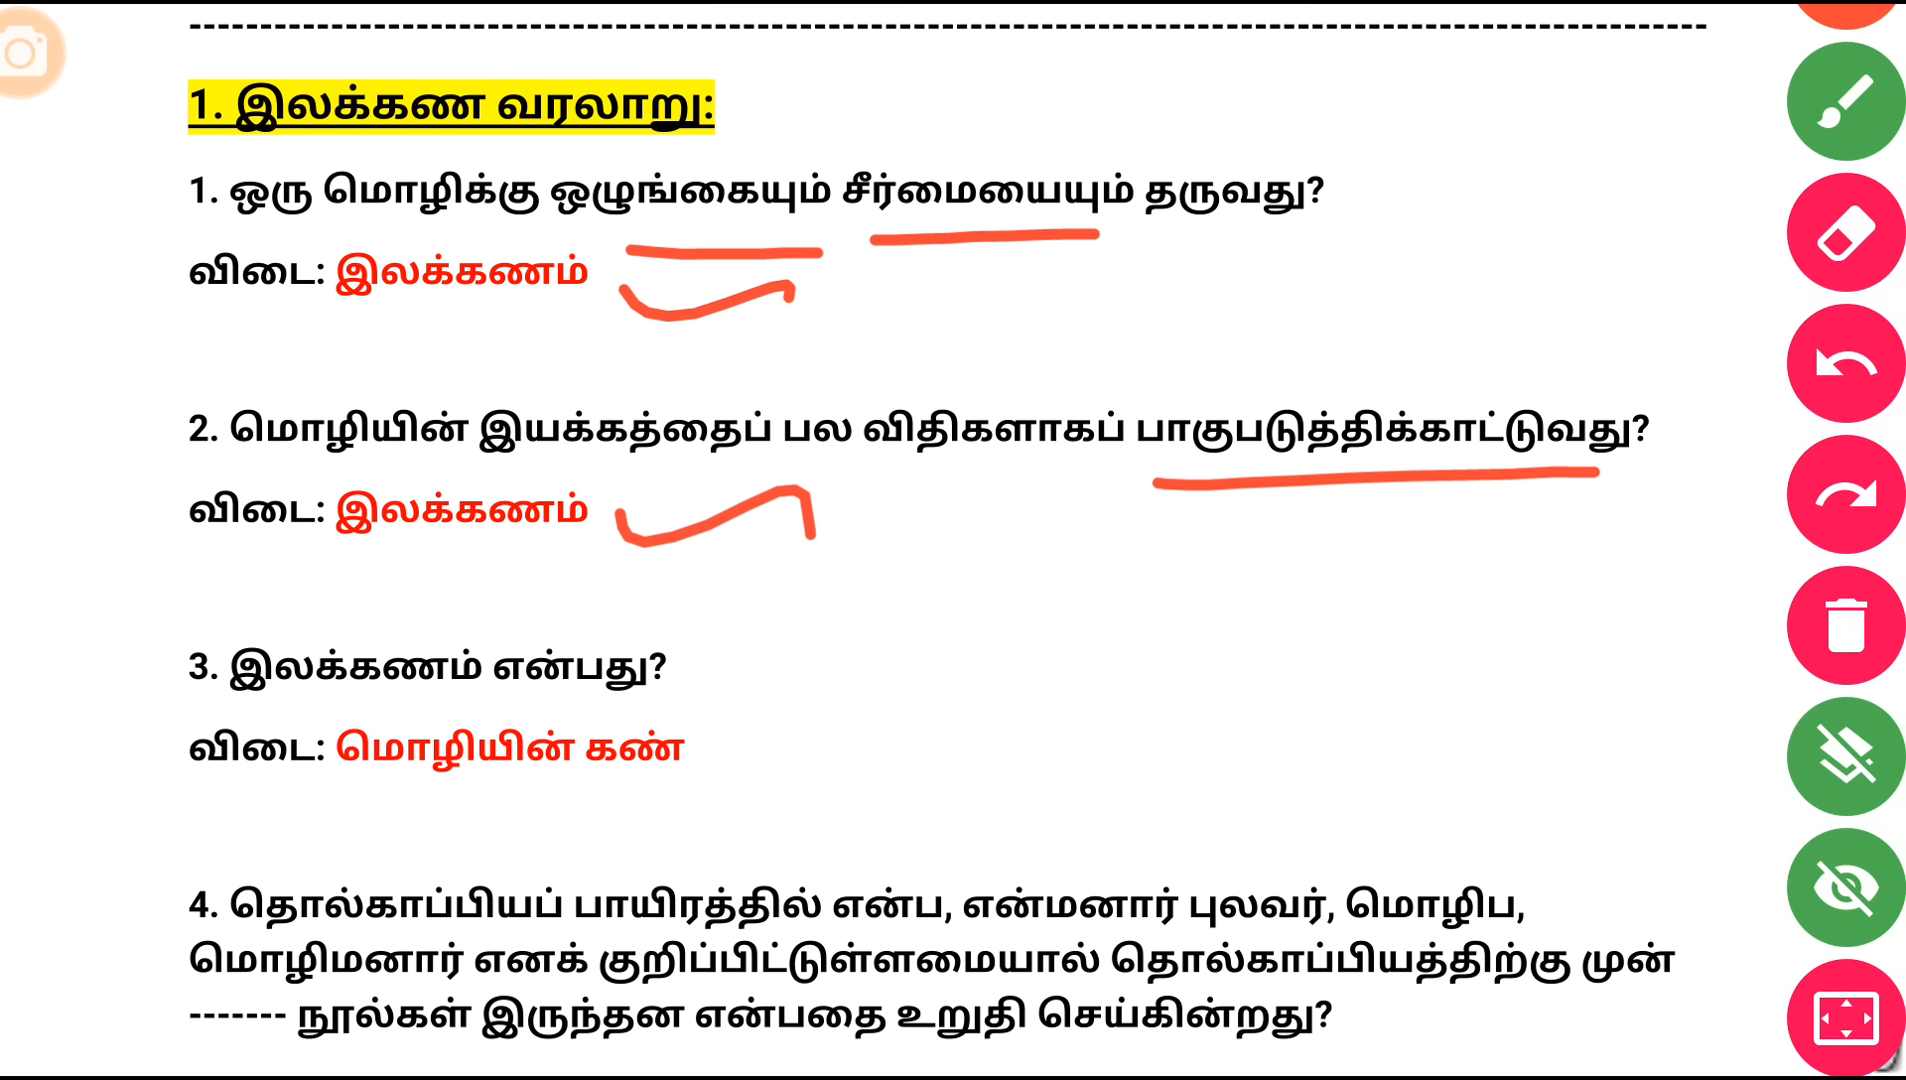 1. இலக்கண வரலாறு:
1. ஒரு மொழிக்கு ஒழுங்கையும் சீர்மையையும் தருவது?
விடை: இலக்கணம்
2. மொழியின் இயக்கத்தைப் பல விதிகளாகப் பாகுபடுத்திக்காட்டுவது?
விடை: இலக்கணம்
3. இலக்கணம் என்பது?
விடை: மொழியின் கண்
4. தொல்காப்பியப் பாயிரத்தில் என்ப, என்மனார் புலவர், மொழிப,
மொழிமனார் எனக் குறிப்பிட்டுள்ளமையால் தொல்காப்பியத்திற்கு முன்
------- நூல்கள் இருந்தன என்பதை உறுதி செய்கின்றது?